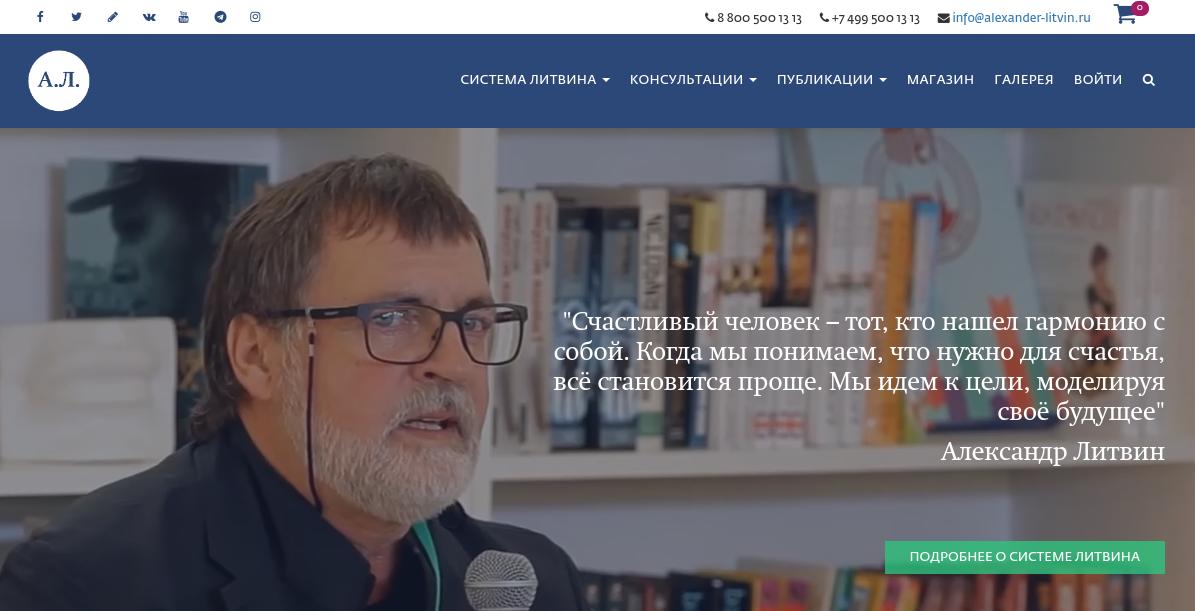 8 800 500 13 13 +7 499 500 13 13 info@alexander-litvin.ru 0
А.Л. СИСТЕМА ЛИТВИНА КОНСУЛЬТАЦИИ ПУБЛИКАЦИИ МАГАЗИН ГАЛЕРЕЯ ВОЙТИ
"Счастливый человек – тот, кто нашел гармонию с
собой. Когда мы понимаем, что нужно для счастья,
всё становится проще. Мы идем к цели, моделируя
своё будущее"
Александр Литвин
ПОДРОБНЕЕ О СИСТЕМЕ ЛИТВИНА